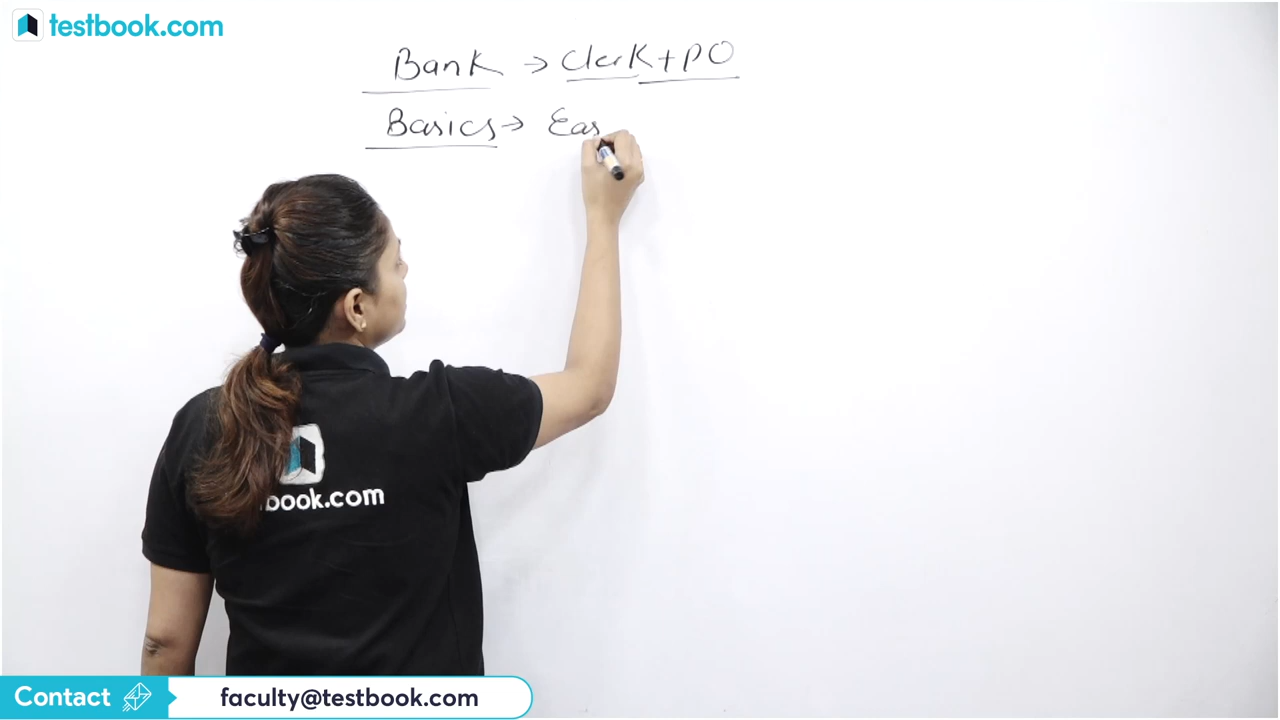 testbook.com
Bank → Clerk + PO
Basics → Eas
book.com
Contact faculty@testbook.com